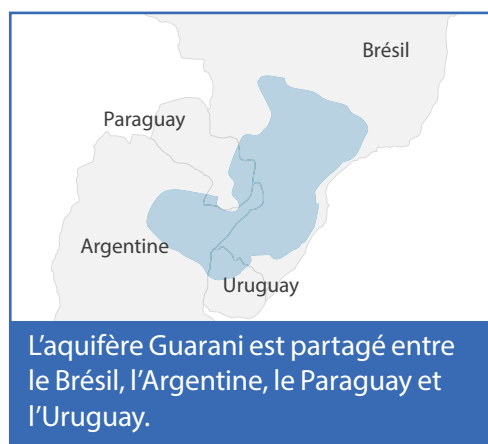 Brésil
Paraguay
Argentine
Uruguay
L’aquifère Guarani est partagé entre
le Brésil, l’Argentine, le Paraguay et
l’Uruguay.